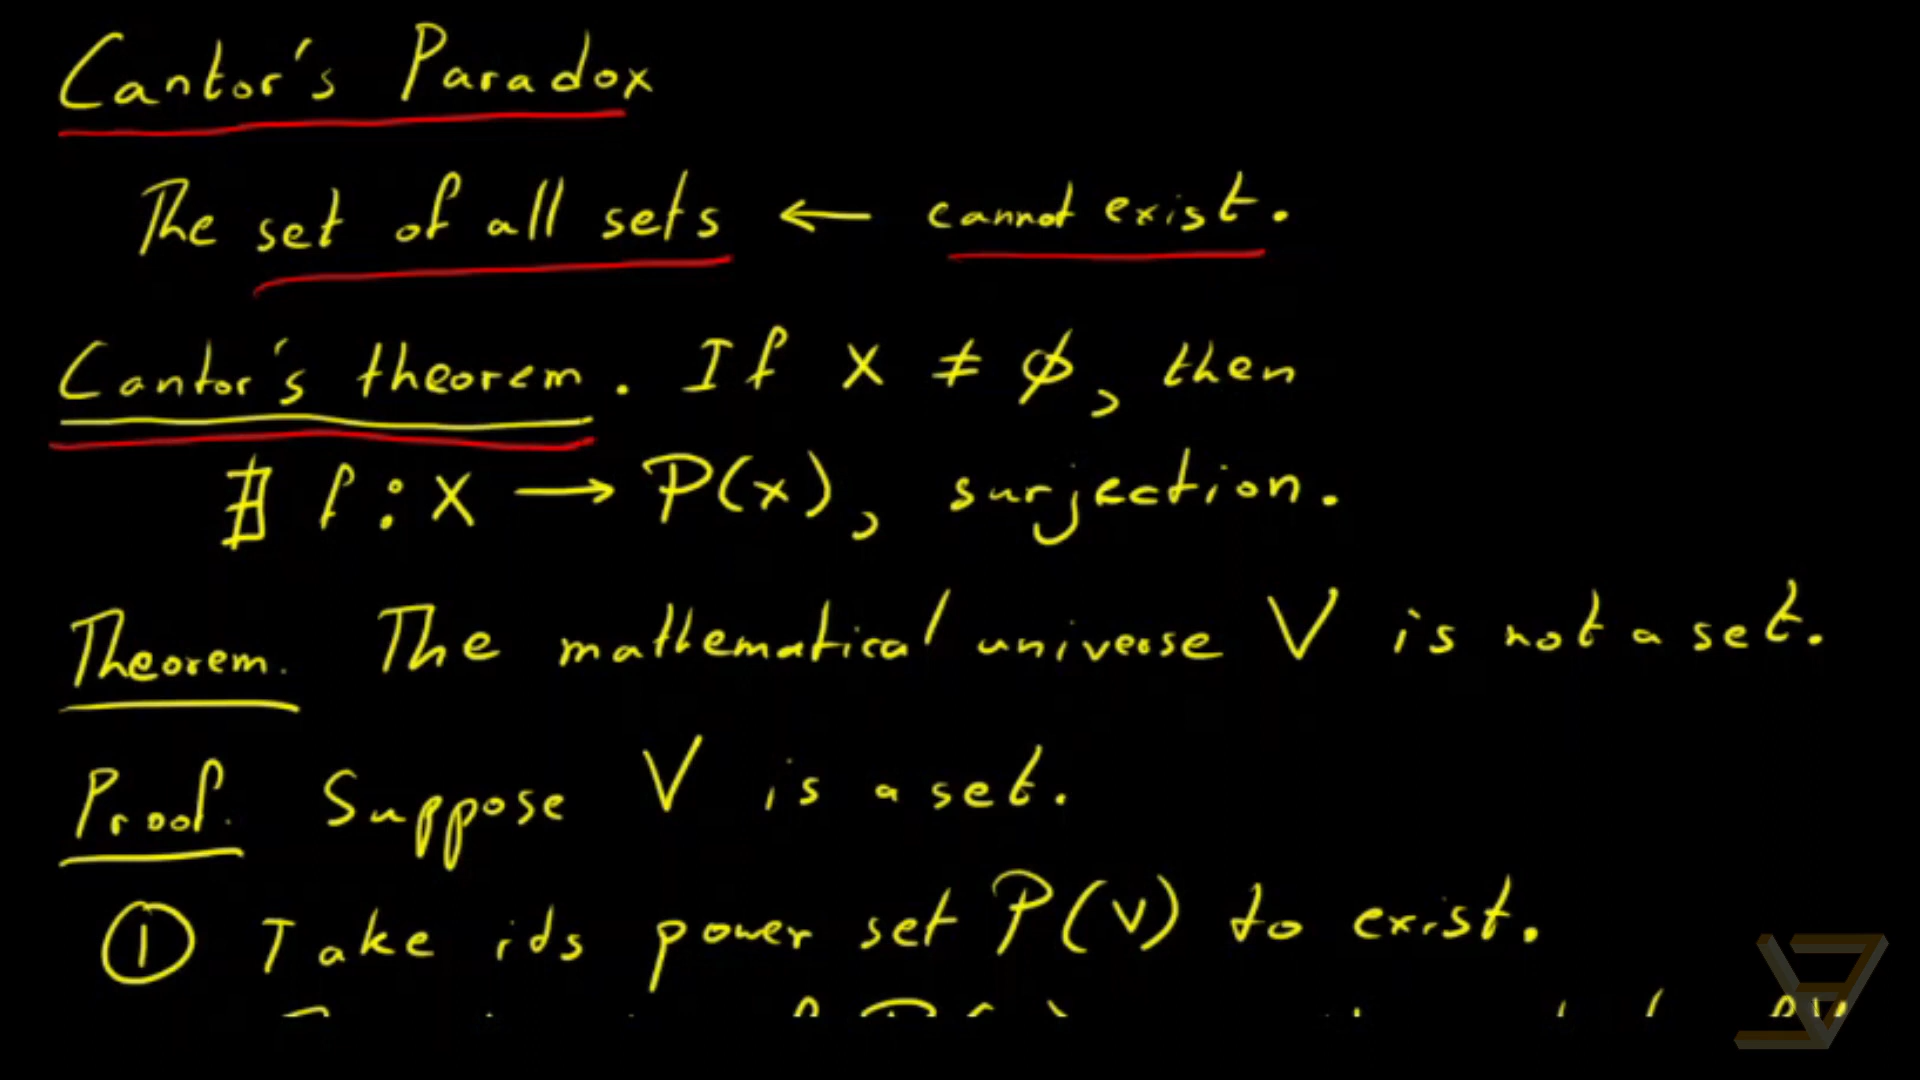 Cantor's Paradox
The set of all sets ← cannot exist.
Cantor's theorem. If X ≠ ∅, then
∄ f : X → P(x), surjection.
Theorem. The mathematical universe V is not a set.
Proof. Suppose V is a set.
① Take its power set P(V) to exist.